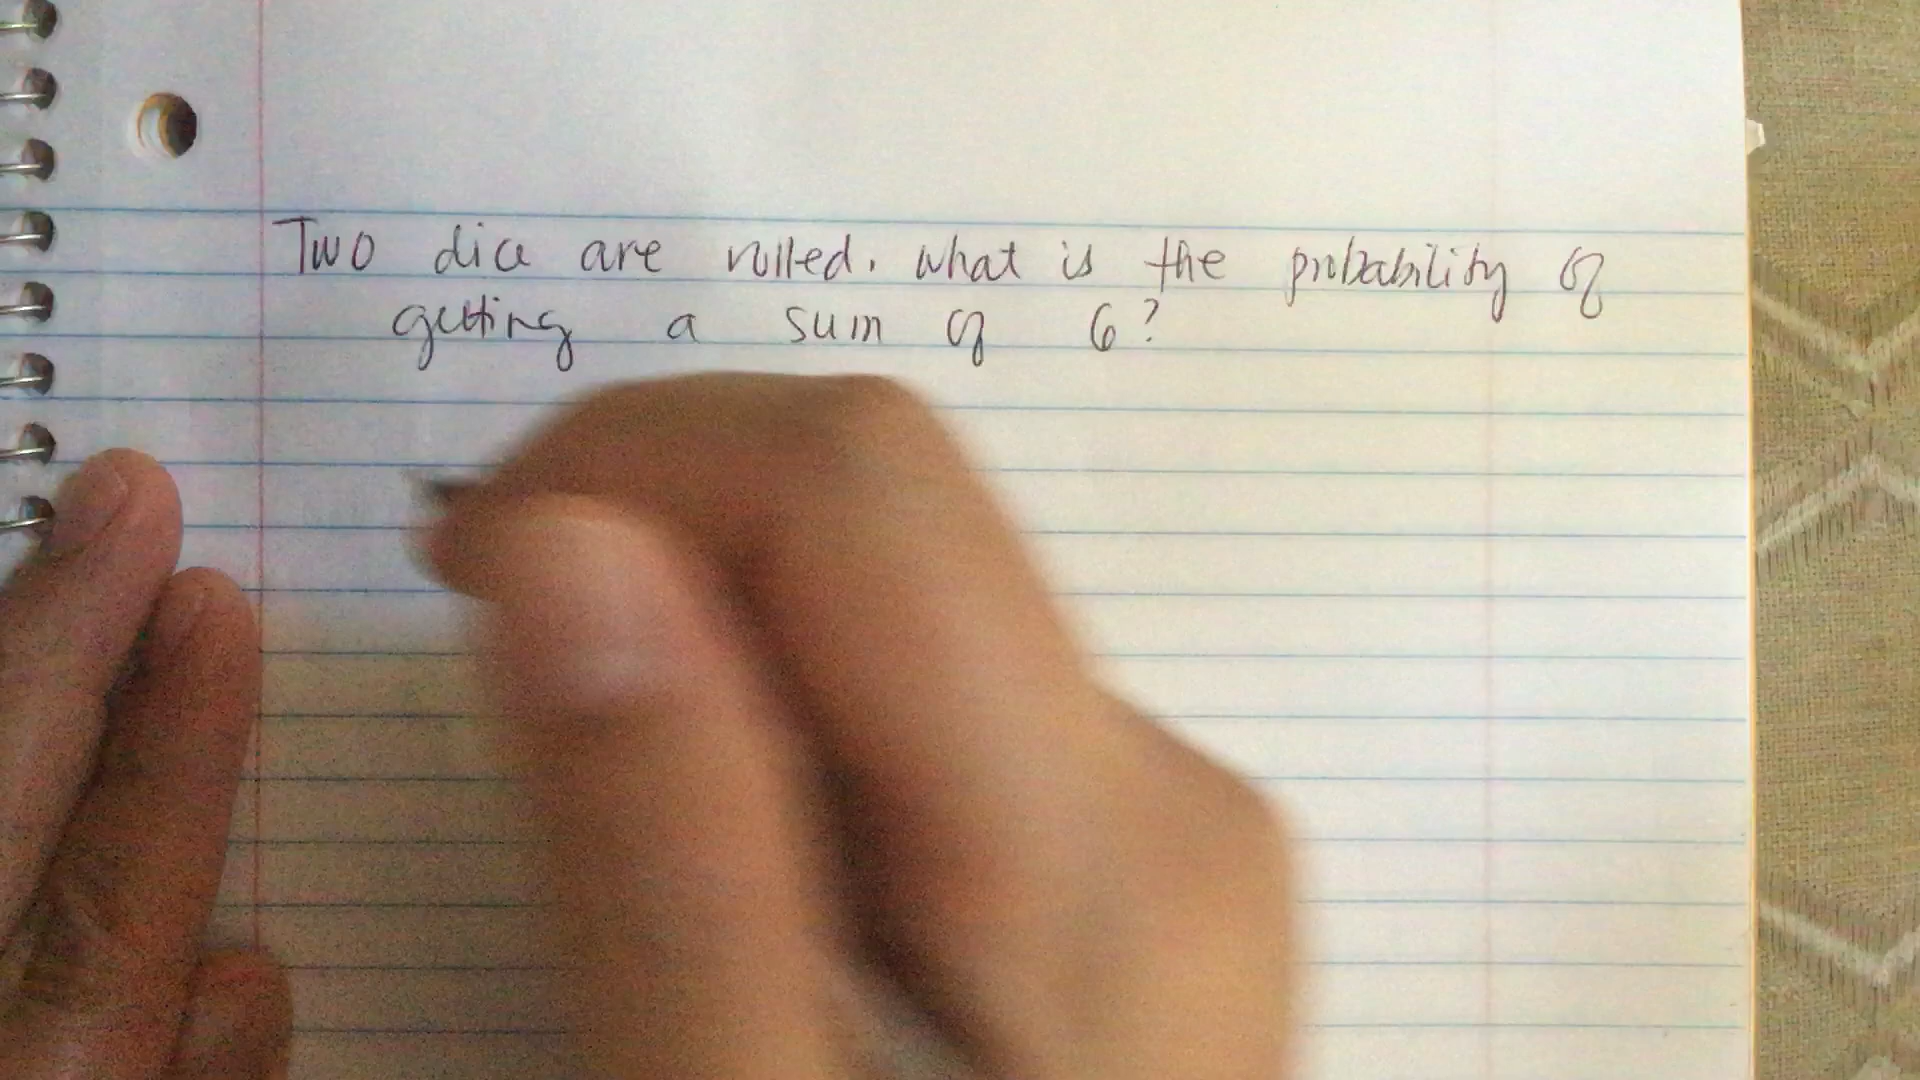 Two dice are rolled. What is the probability of
getting a sum of 6?